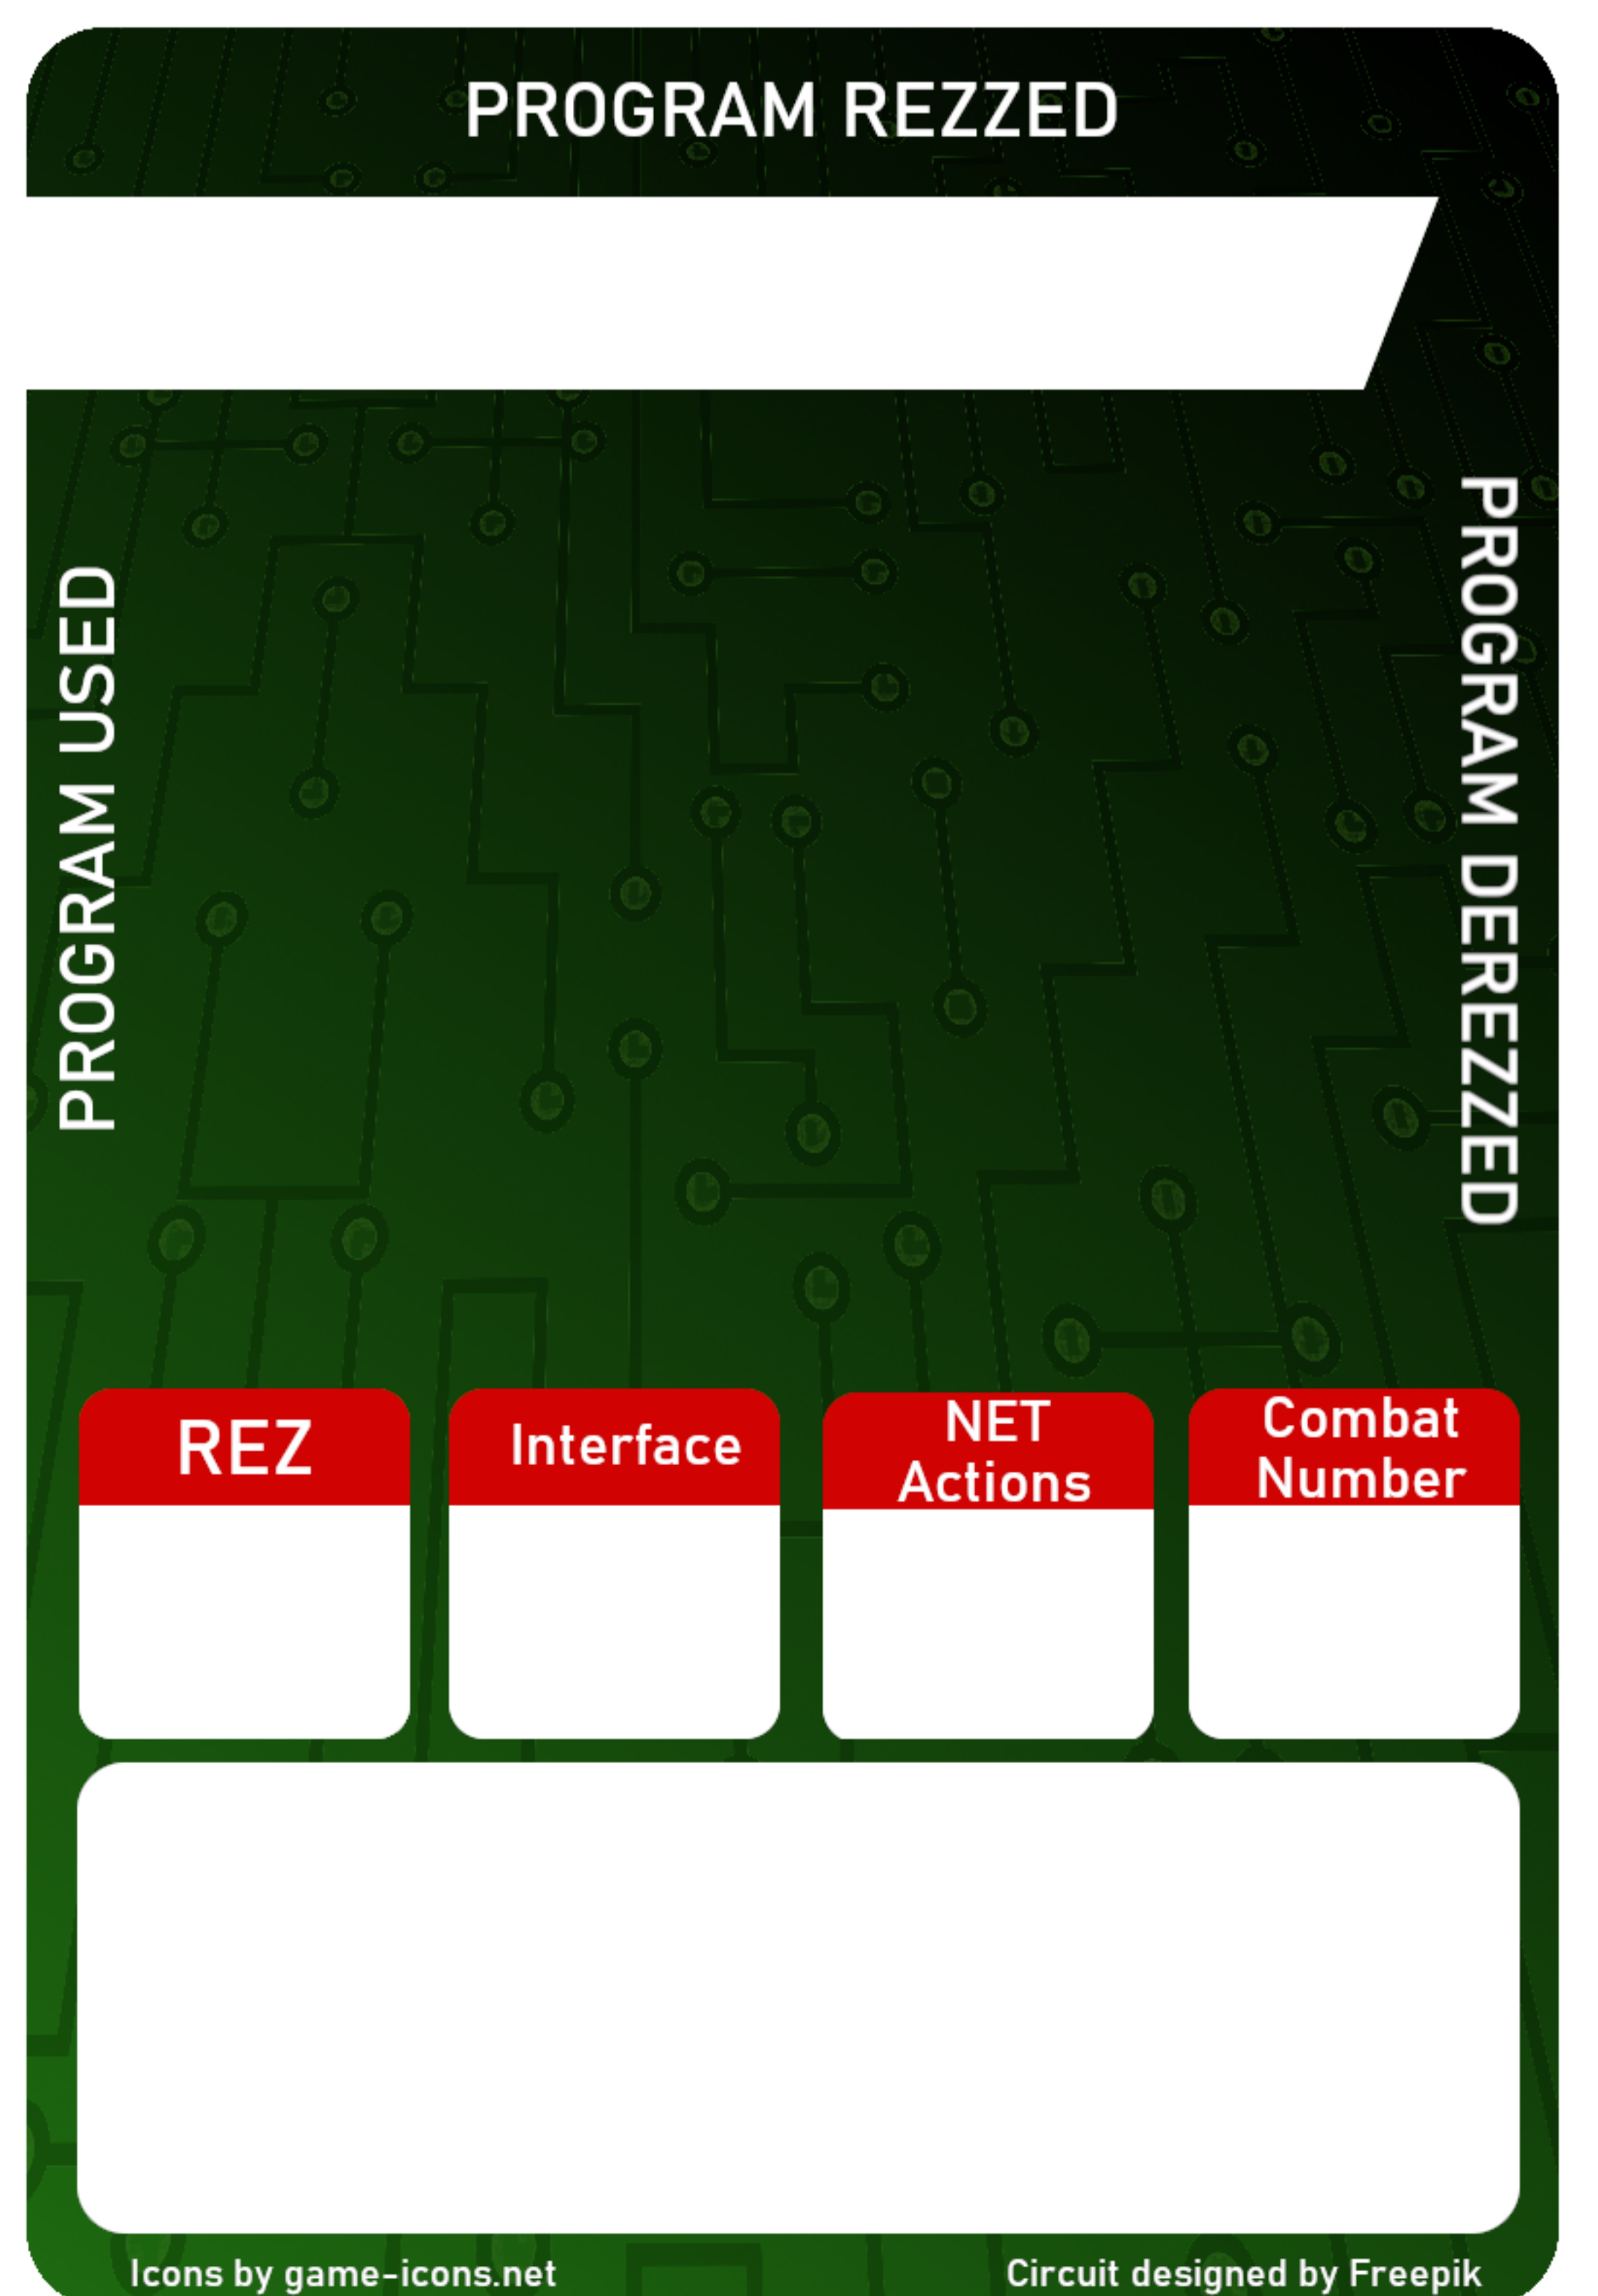 PROGRAM REZZED
PROGRAM USED
PROGRAM DEREZZED
REZ
Interface
NET
Actions
Combat
Number
Icons by game-icons.net
Circuit designed by Freepik